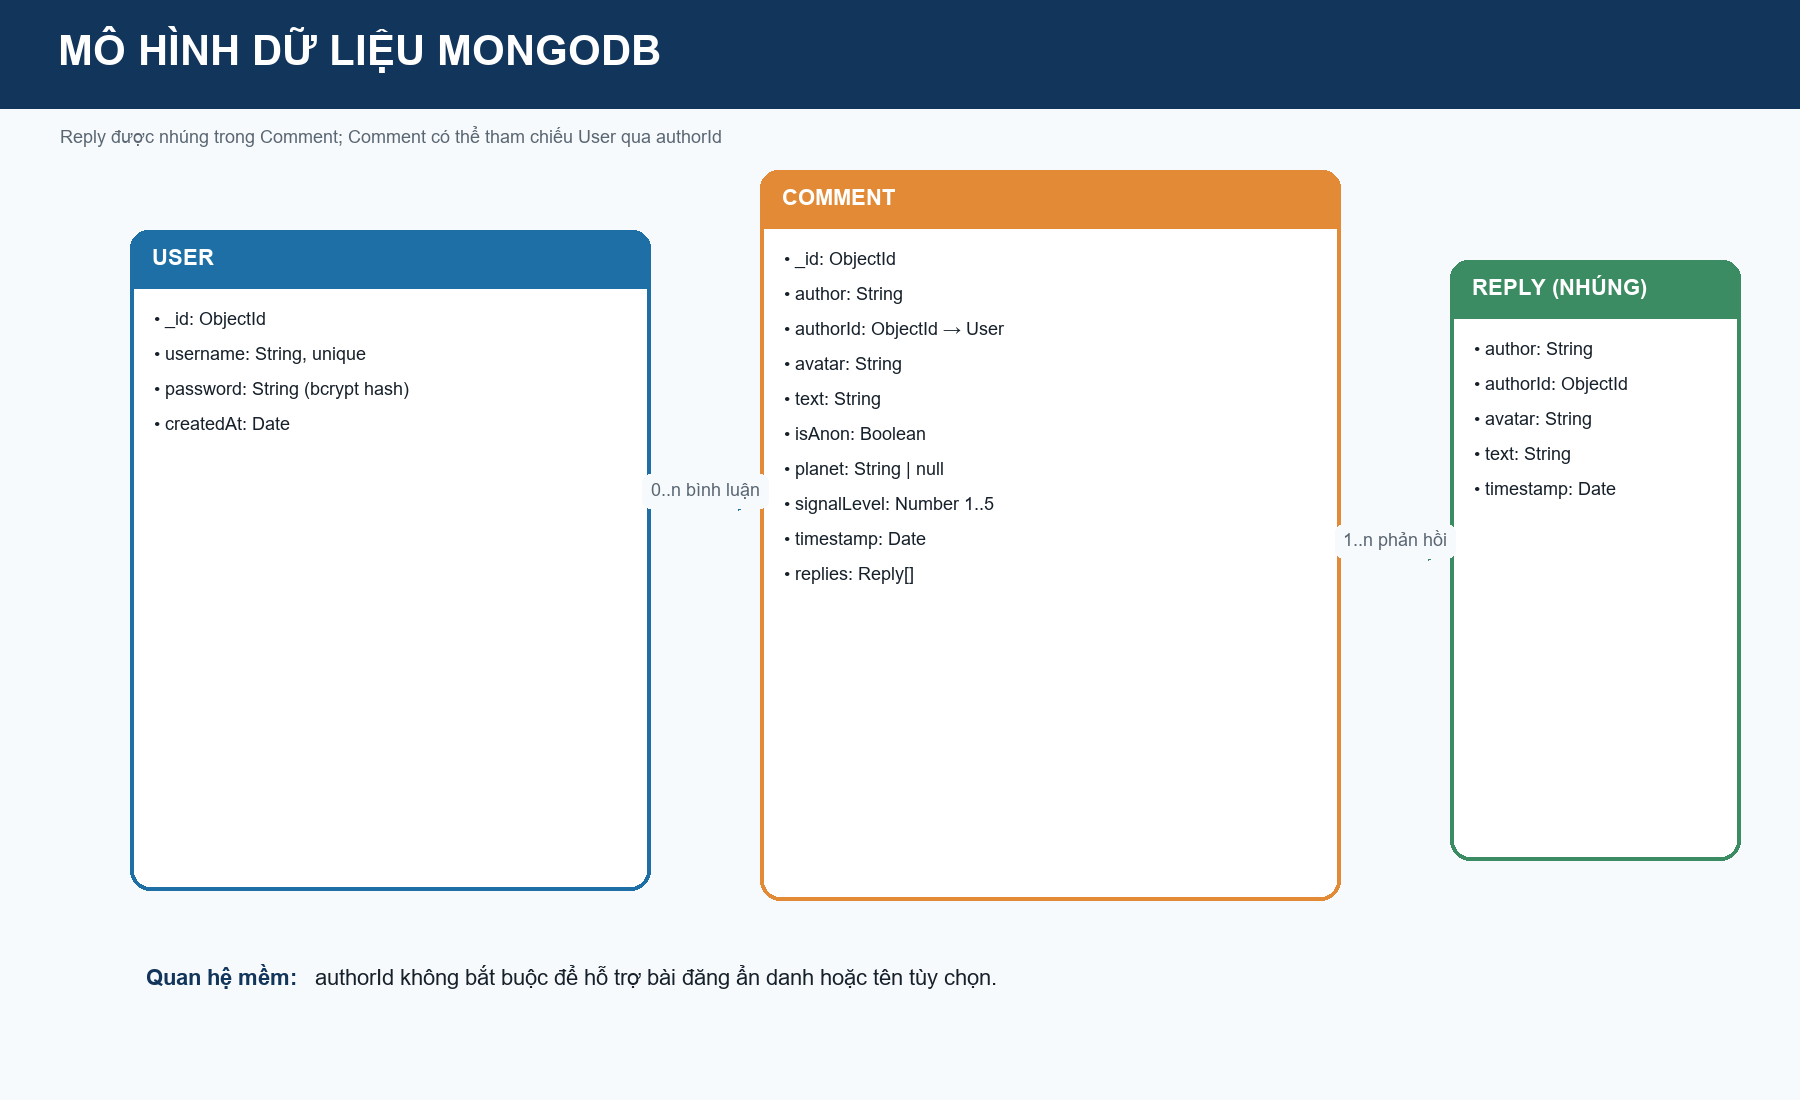 MÔ HÌNH DỮ LIỆU MONGODB
Reply được nhúng trong Comment; Comment có thể tham chiếu User qua authorId
USER
• _id: ObjectId
• username: String, unique
• password: String (bcrypt hash)
• createdAt: Date
0..n bình luận
COMMENT
• _id: ObjectId
• author: String
• authorId: ObjectId → User
• avatar: String
• text: String
• isAnon: Boolean
• planet: String | null
• signalLevel: Number 1..5
• timestamp: Date
• replies: Reply[]
1..n phản hồi
REPLY (NHÚNG)
• author: String
• authorId: ObjectId
• avatar: String
• text: String
• timestamp: Date
Quan hệ mềm: authorId không bắt buộc để hỗ trợ bài đăng ẩn danh hoặc tên tùy chọn.